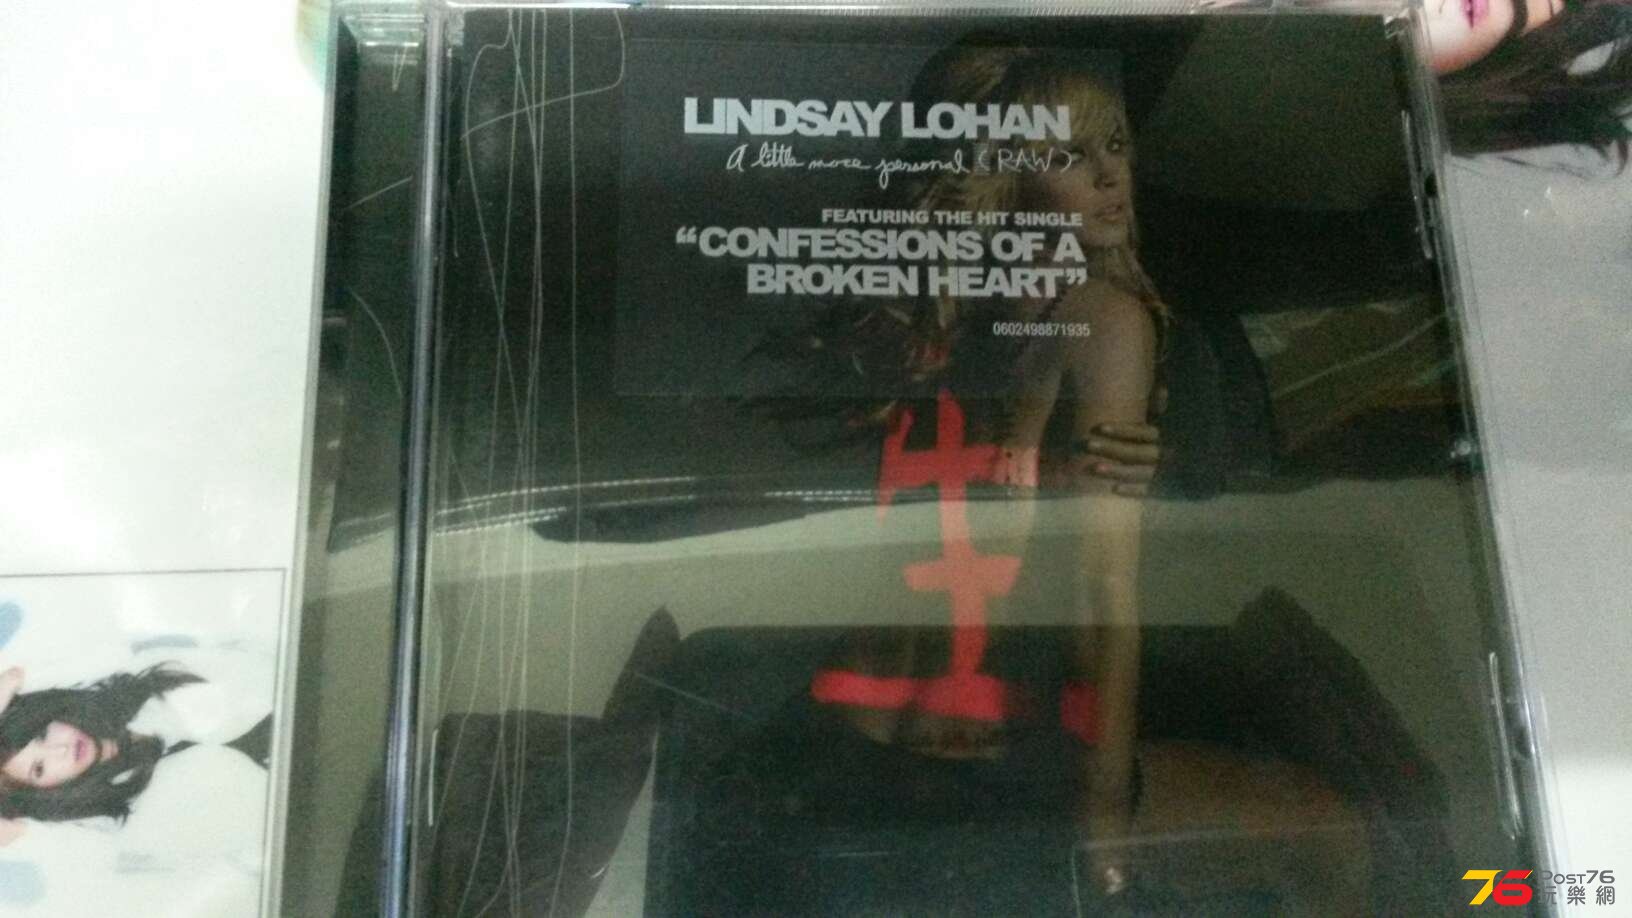 LINDSAY LOHAN
A little more personal (RAW)
FEATURING THE HIT SINGLE
“CONFESSIONS OF A
BROKEN HEART”
0602498871935
76 POST76
玩樂網